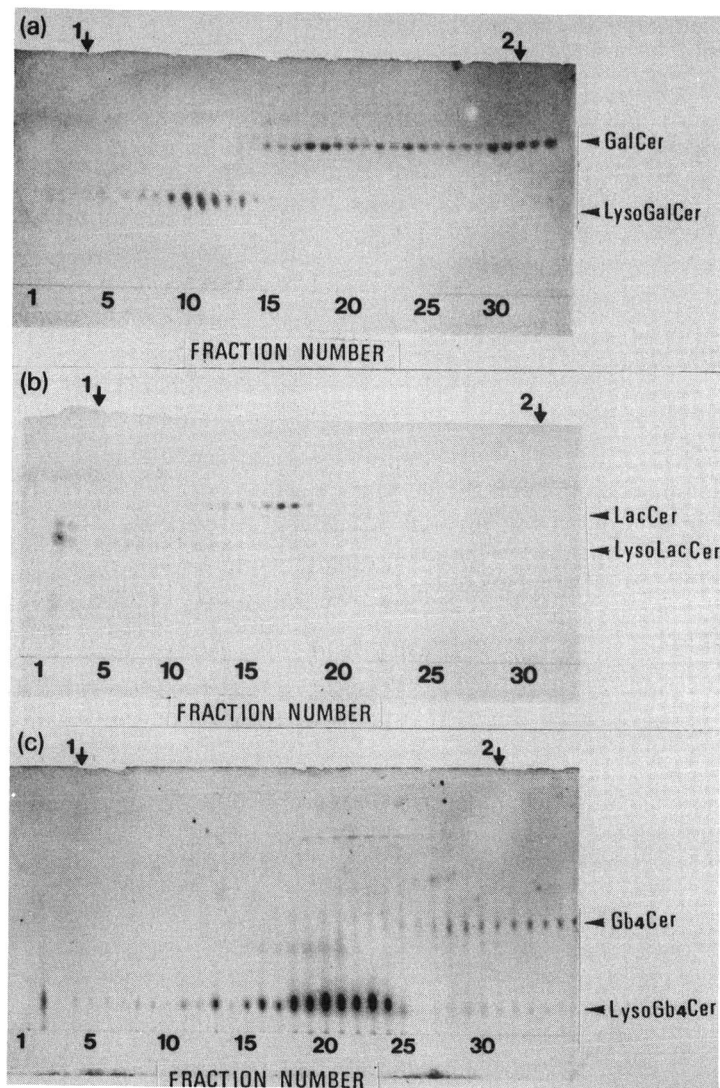 (a) 1 2
GalCer
LysoGalCer
1 5 10 15 20 25 30
FRACTION NUMBER
(b) 1 2
LacCer
LysoLacCer
1 5 10 15 20 25 30
FRACTION NUMBER
(c) 1 2
Gb4Cer
LysoGb4Cer
1 5 10 15 20 25 30
FRACTION NUMBER